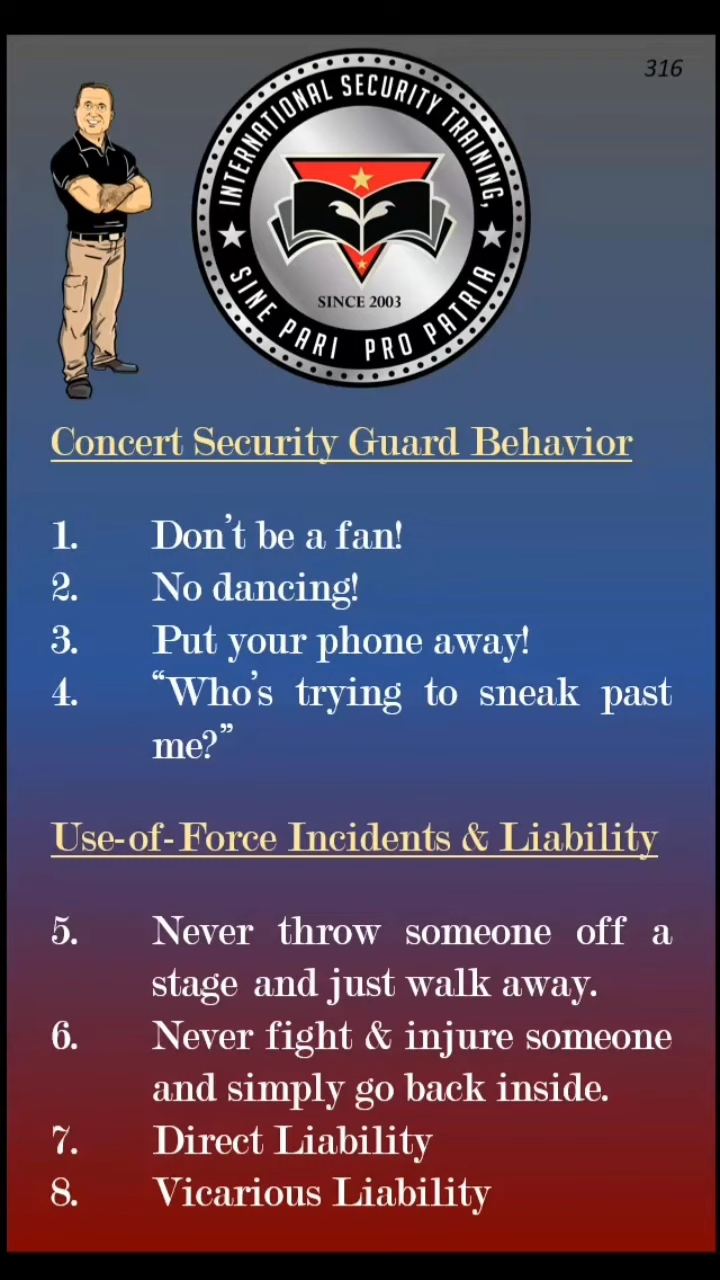 316
INTERNATIONAL SECURITY TRAINING,
SINCE 2003
SINE PARI PRO PATRIA
Concert Security Guard Behavior
1. Don't be a fan!
2. No dancing!
3. Put your phone away!
4. “Who's trying to sneak past
me?”
Use-of-Force Incidents & Liability
5. Never throw someone off a
stage and just walk away.
6. Never fight & injure someone
and simply go back inside.
7. Direct Liability
8. Vicarious Liability